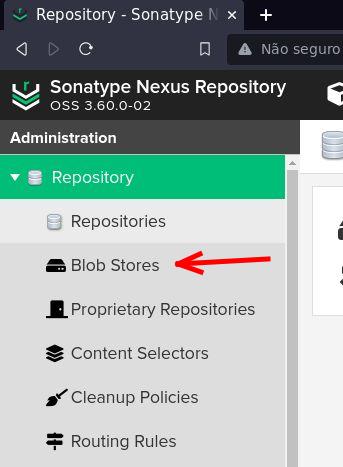 Repository - Sonatype N
Não seguro
Sonatype Nexus Repository
OSS 3.60.0-02
Administration
Repository
Repositories
Blob Stores
Proprietary Repositories
Content Selectors
Cleanup Policies
Routing Rules